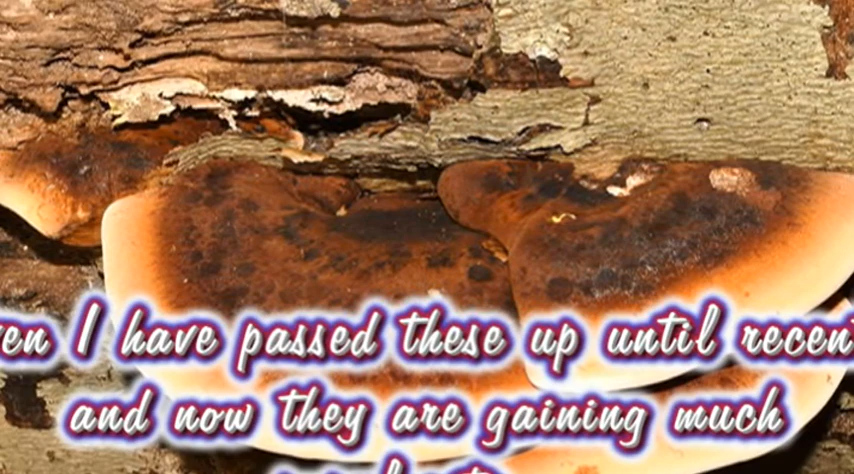 I have passed these up until
and now they are gaining much